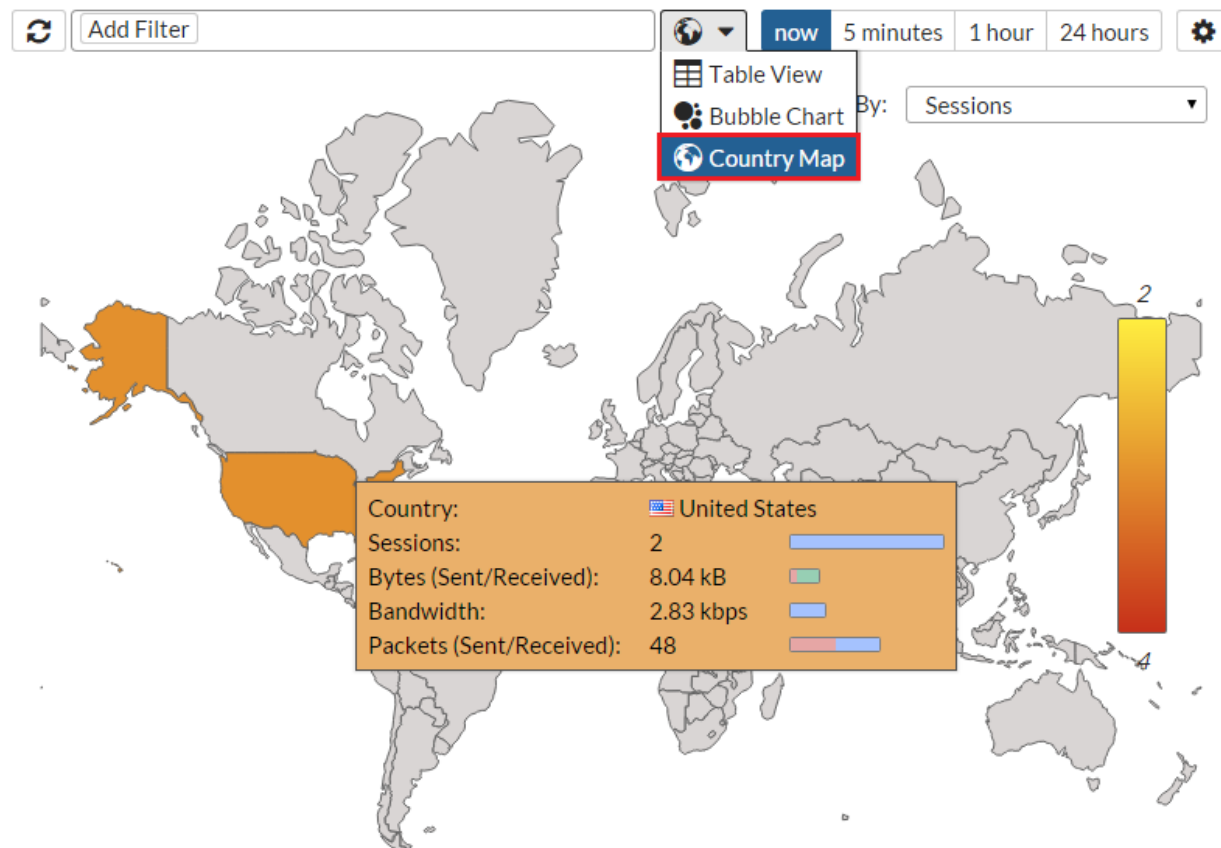 Add Filter
now 5 minutes 1 hour 24 hours
Table View
Bubble Chart
By: Sessions
Country Map
2
Country: United States
Sessions: 2
Bytes (Sent/Received): 8.04 kB
Bandwidth: 2.83 kbps
Packets (Sent/Received): 48
4